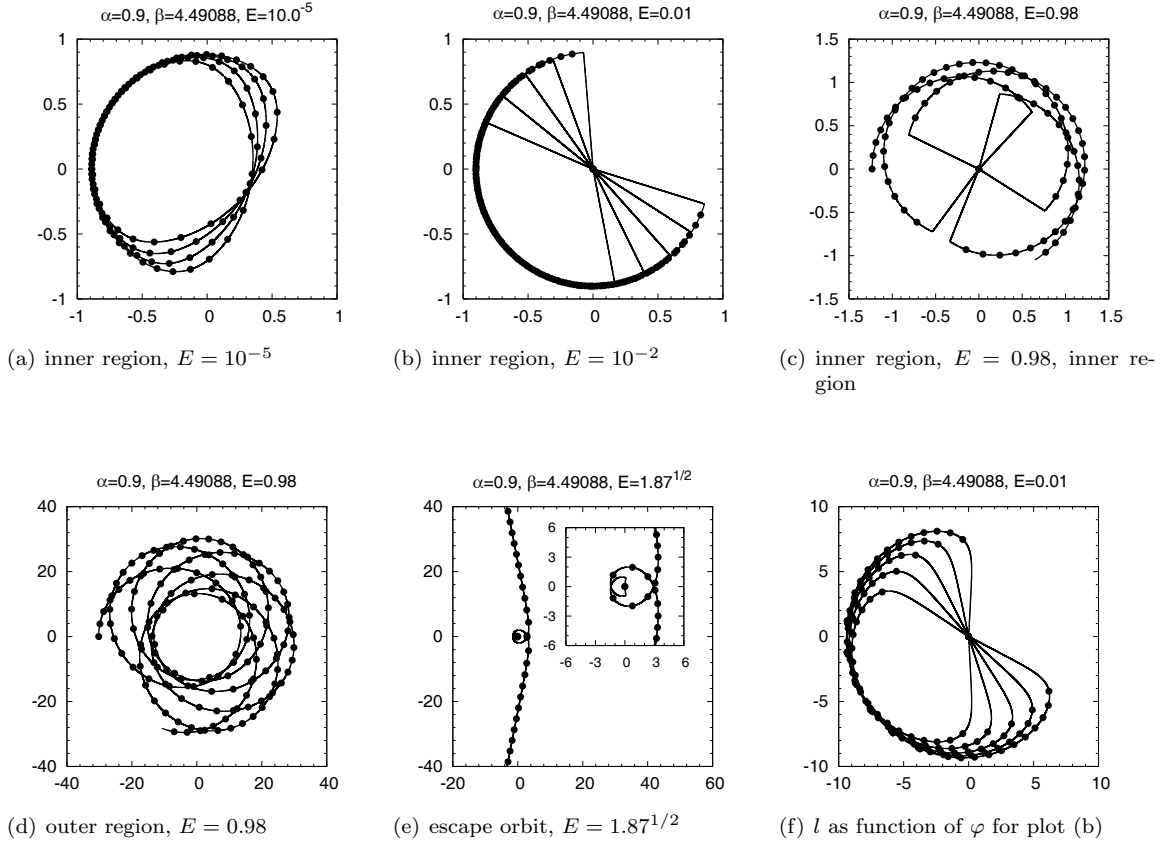 α=0.9, β=4.49088, E=10.0⁻⁵
1
0.5
0
-0.5
-1
-1 -0.5 0 0.5 1
(a) inner region, E = 10⁻⁵
α=0.9, β=4.49088, E=0.01
1
0.5
0
-0.5
-1
-1 -0.5 0 0.5 1
(b) inner region, E = 10⁻²
α=0.9, β=4.49088, E=0.98
1.5
1
0.5
0
-0.5
-1
-1.5
-1.5 -1 -0.5 0 0.5 1 1.5
(c) inner region, E = 0.98, inner re-
gion
α=0.9, β=4.49088, E=0.98
40
20
0
-20
-40
-40 -20 0 20 40
(d) outer region, E = 0.98
α=0.9, β=4.49088, E=1.87^1/2
40
20
0
-20
-40
-20 0 20 40 60
6
3
0
-3
-6
-6 -3 0 3 6
(e) escape orbit, E = 1.87^1/2
α=0.9, β=4.49088, E=0.01
10
5
0
-5
-10
-10 -5 0 5 10
(f) l as function of φ for plot (b)